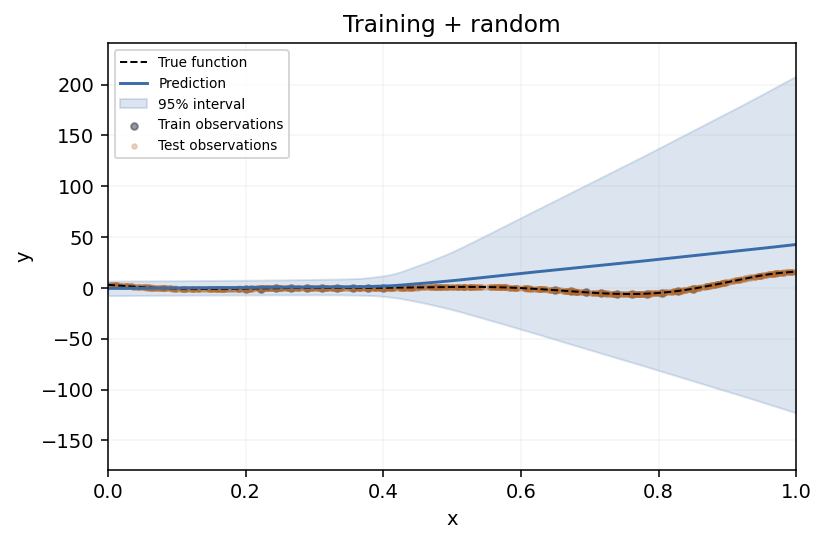 Training + random
True function
Prediction
95% interval
Train observations
Test observations
200
150
100
50
0
−50
−100
−150
y
0.0 0.2 0.4 0.6 0.8 1.0
x